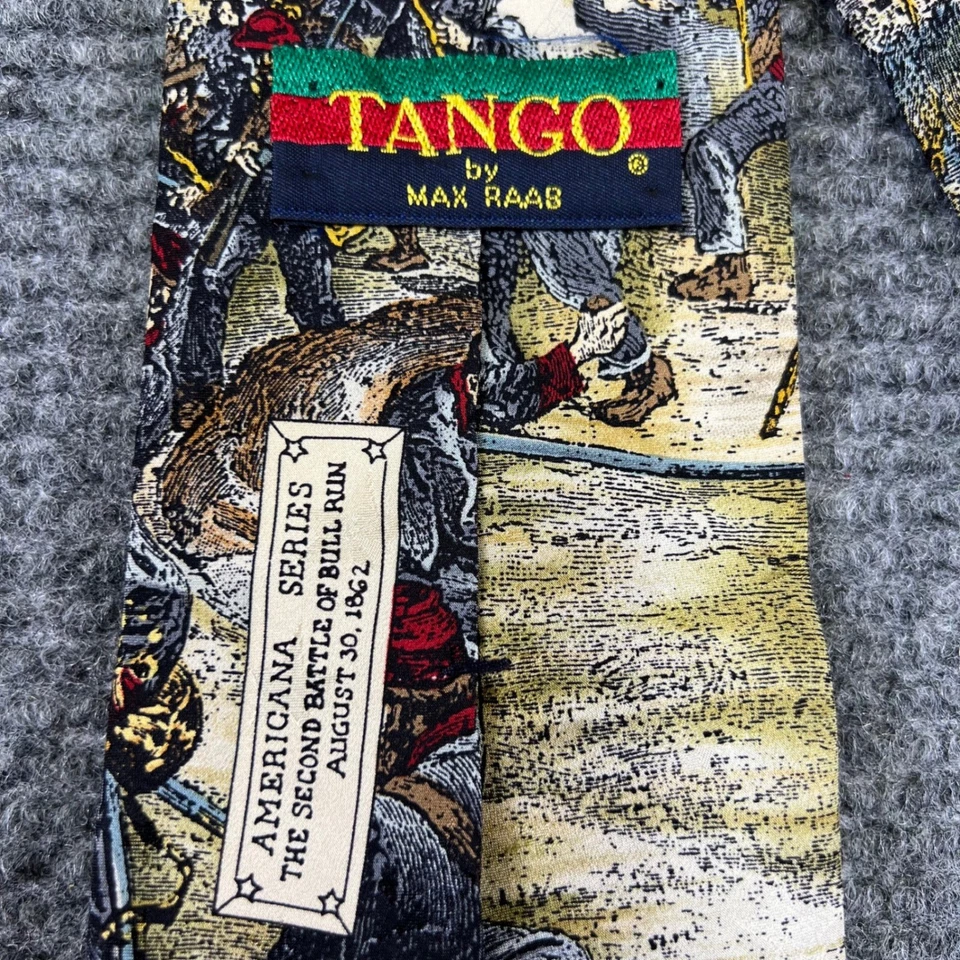 TANGO®
by
MAX RAAB
AMERICANA SERIES
THE SECOND BATTLE OF BULL RUN
AUGUST 30, 1862